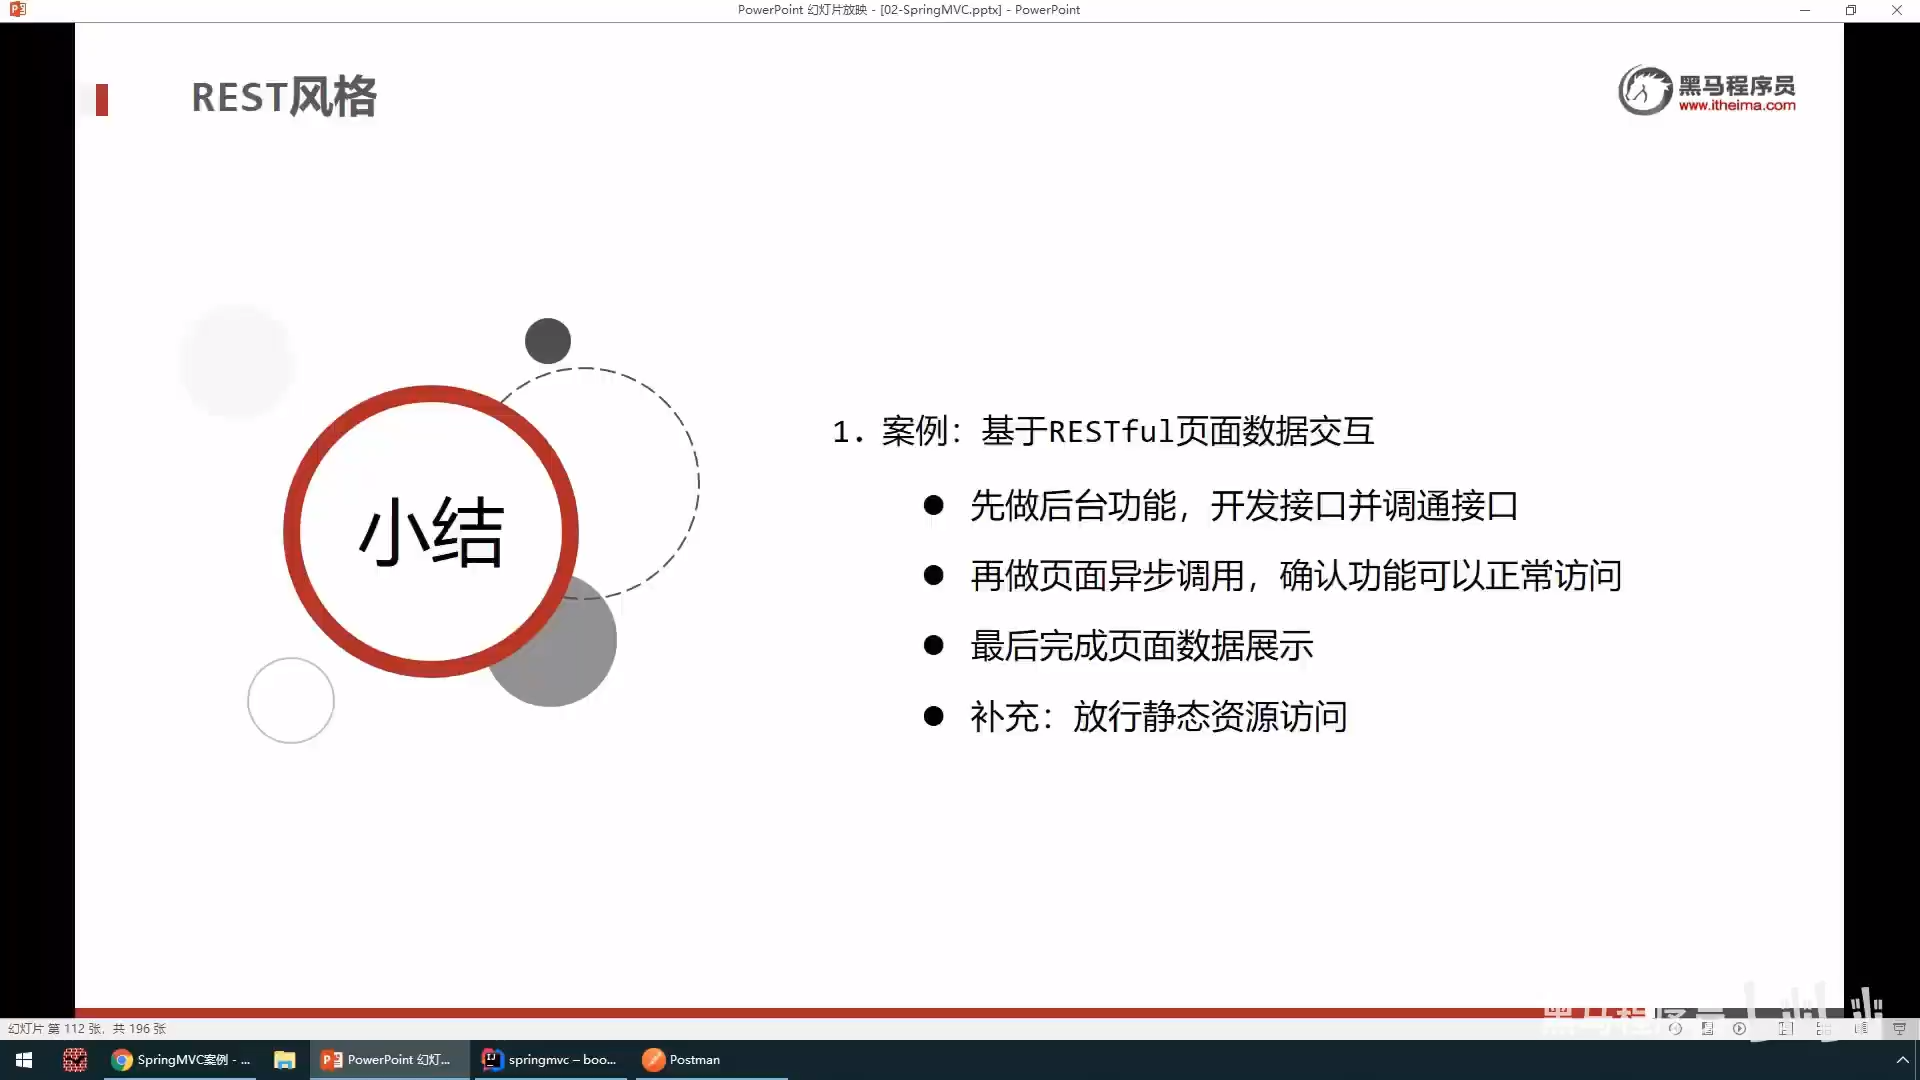 PowerPoint 幻灯片放映 - [02-SpringMVC.pptx] - PowerPoint
REST风格
黑马程序员
www.itheima.com
小结
1. 案例：基于RESTful页面数据交互
● 先做后台功能，开发接口并调通接口
● 再做页面异步调用，确认功能可以正常访问
● 最后完成页面数据展示
● 补充：放行静态资源访问
幻灯片 第 112 张，共 196 张
SpringMVC案例 - ...
PowerPoint 幻灯...
springmvc – boo...
Postman